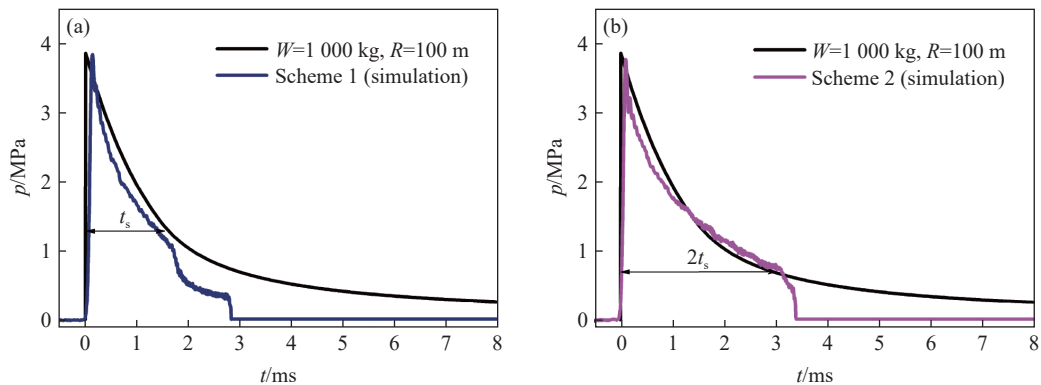 (a)
W=1 000 kg, R=100 m
Scheme 1 (simulation)
p/MPa
4
3
2
1
0
t_s
0 1 2 3 4 5 6 7 8
t/ms
(b)
W=1 000 kg, R=100 m
Scheme 2 (simulation)
p/MPa
4
3
2
1
0
2t_s
0 1 2 3 4 5 6 7 8
t/ms